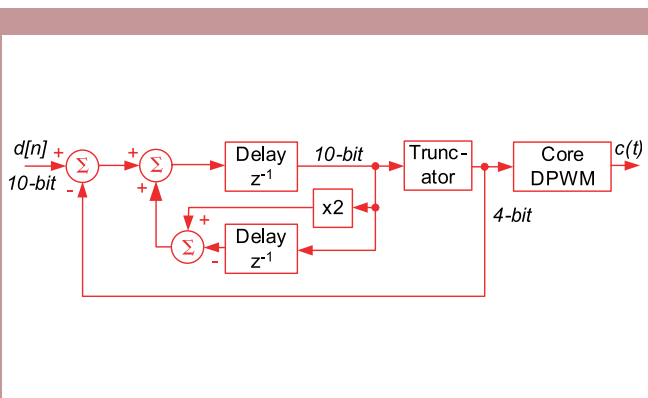 d[n]
+
Σ
-
10-bit
+
Σ
+
Delay
z-1
10-bit
Trunc-
ator
Core
DPWM
c(t)
4-bit
x2
+
Σ
-
Delay
z-1